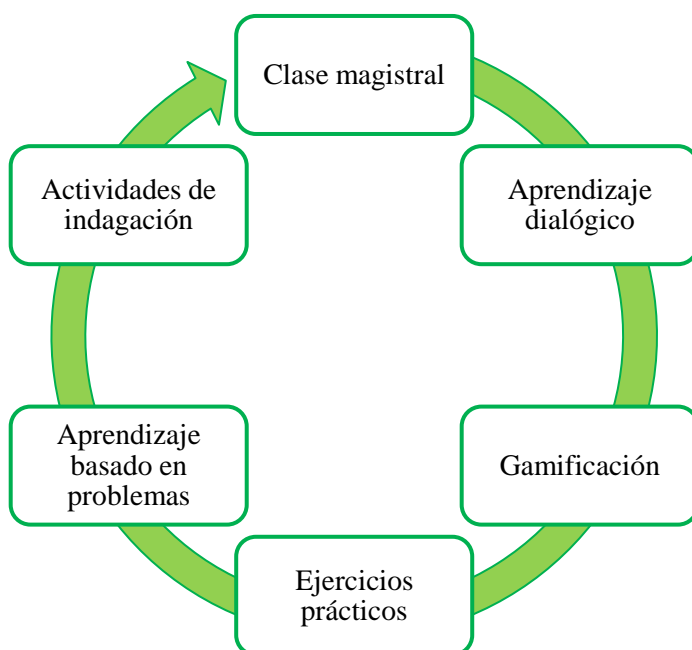 Clase magistral
Aprendizaje
dialógico
Gamificación
Ejercicios
prácticos
Aprendizaje
basado en
problemas
Actividades de
indagación